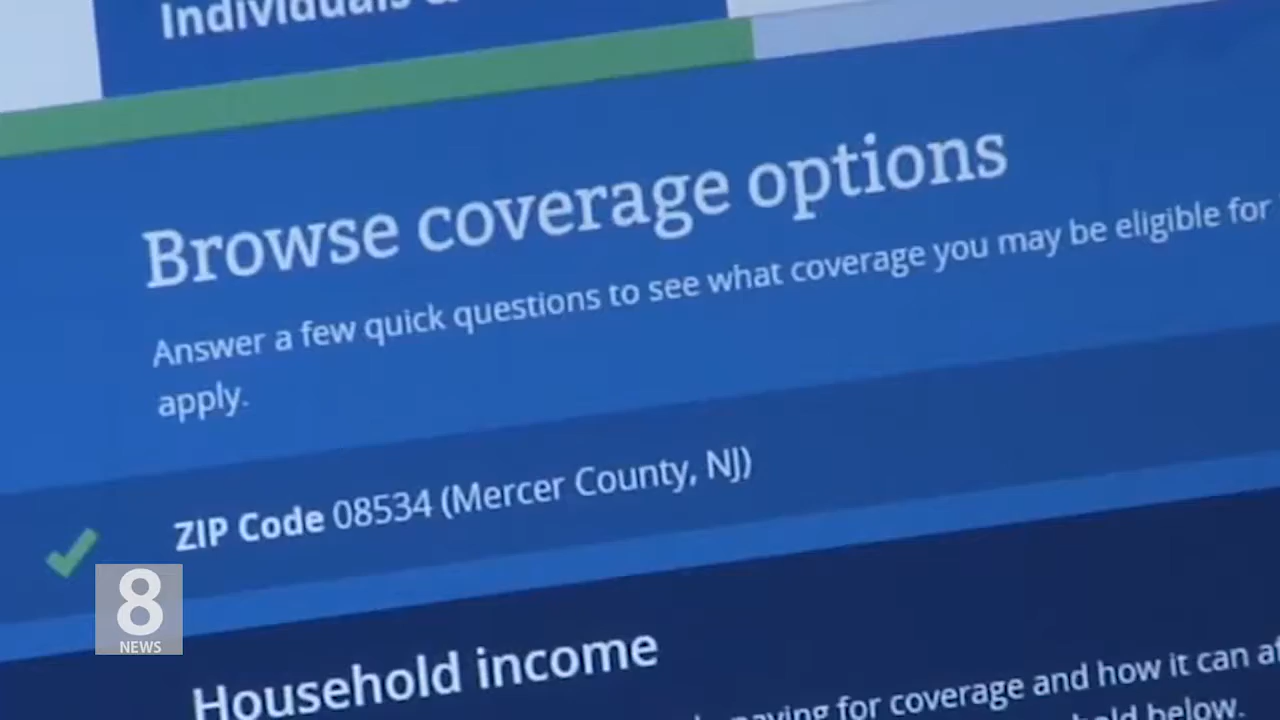 Individuals &
Browse coverage options
Answer a few quick questions to see what coverage you may be eligible for
apply.
ZIP Code 08534 (Mercer County, NJ)
8
NEWS
Household income
paying for coverage and how it can
below.